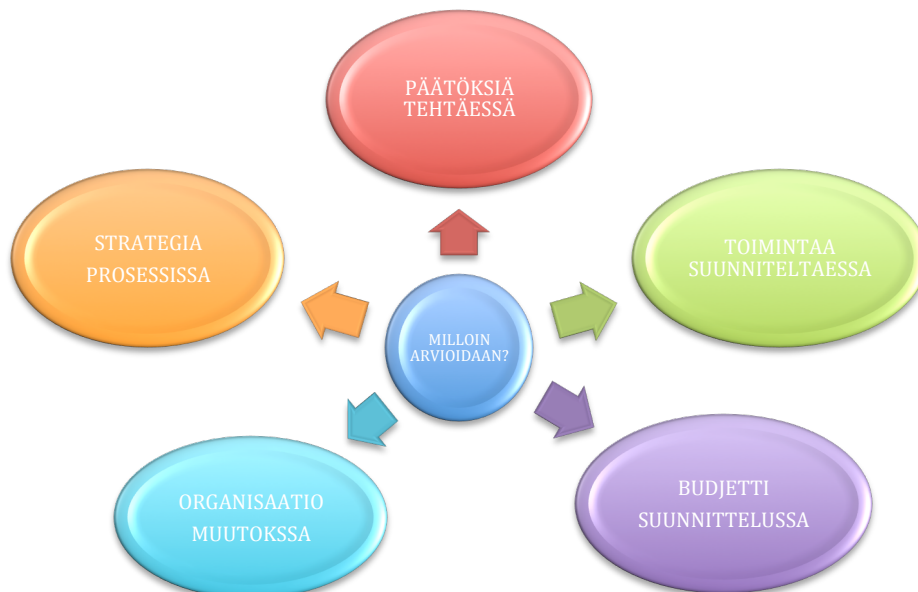 PÄÄTÖKSIÄ
TEHTÄESSÄ
STRATEGIA
PROSESSISSA
TOIMINTAA
SUUNNITELTAESSA
MILLOIN
ARVIOIDAAN?
ORGANISAATIO
MUUTOKSSA
BUDJETTI
SUUNNITTELUSSA